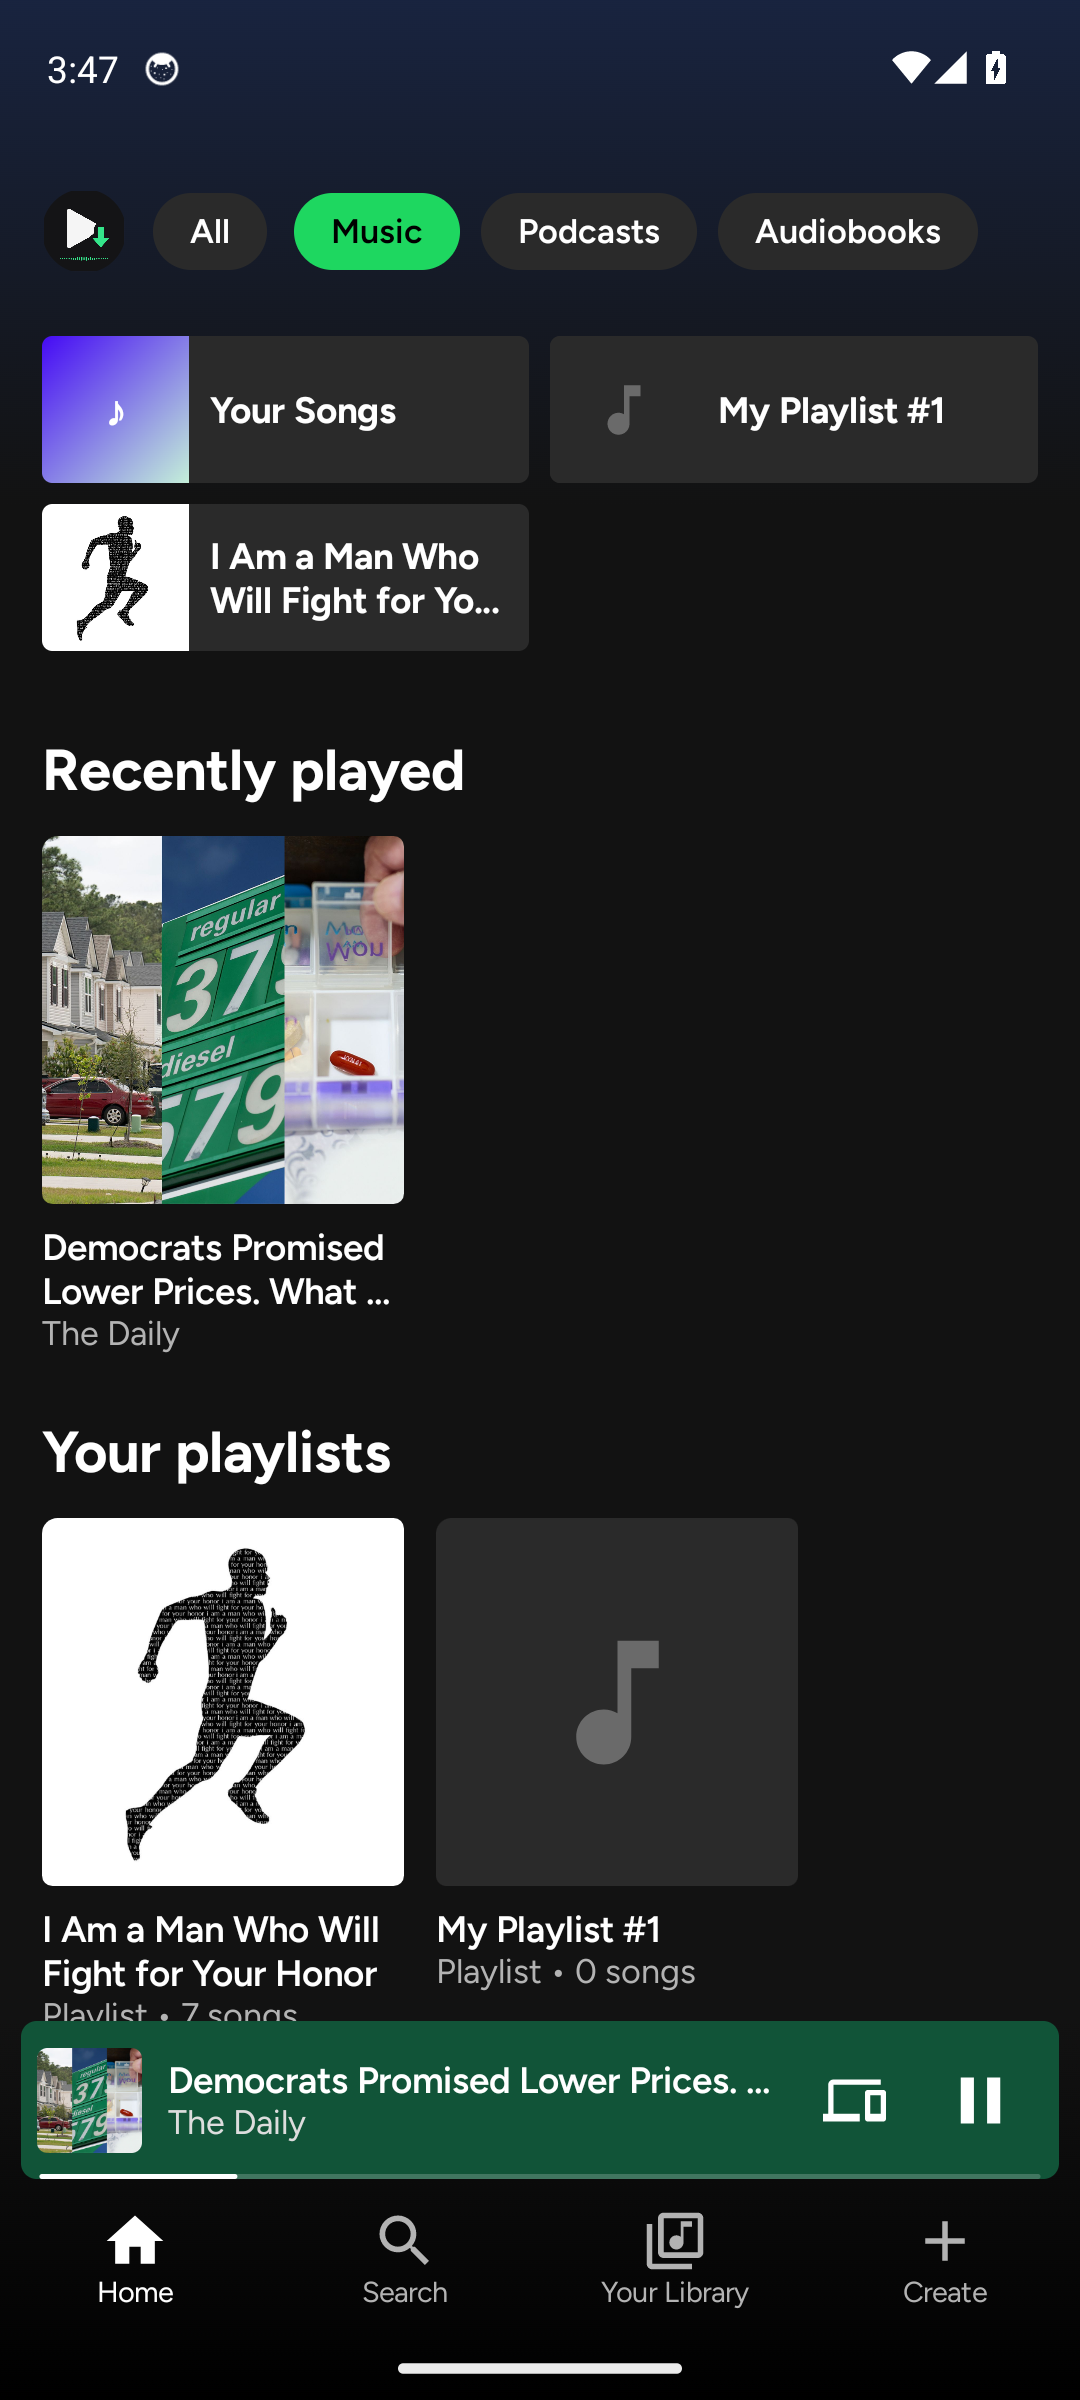 3:47
All
Music
Podcasts
Audiobooks
♪
Your Songs
My Playlist #1
I Am a Man Who
Will Fight for Yo...
Recently played
regular
37
diesel
579
Democrats Promised
Lower Prices. What ...
The Daily
Your playlists
I Am a Man Who Will
Fight for Your Honor
Playlist • 7 songs
My Playlist #1
Playlist • 0 songs
Democrats Promised Lower Prices. ...
The Daily
Home
Search
Your Library
Create